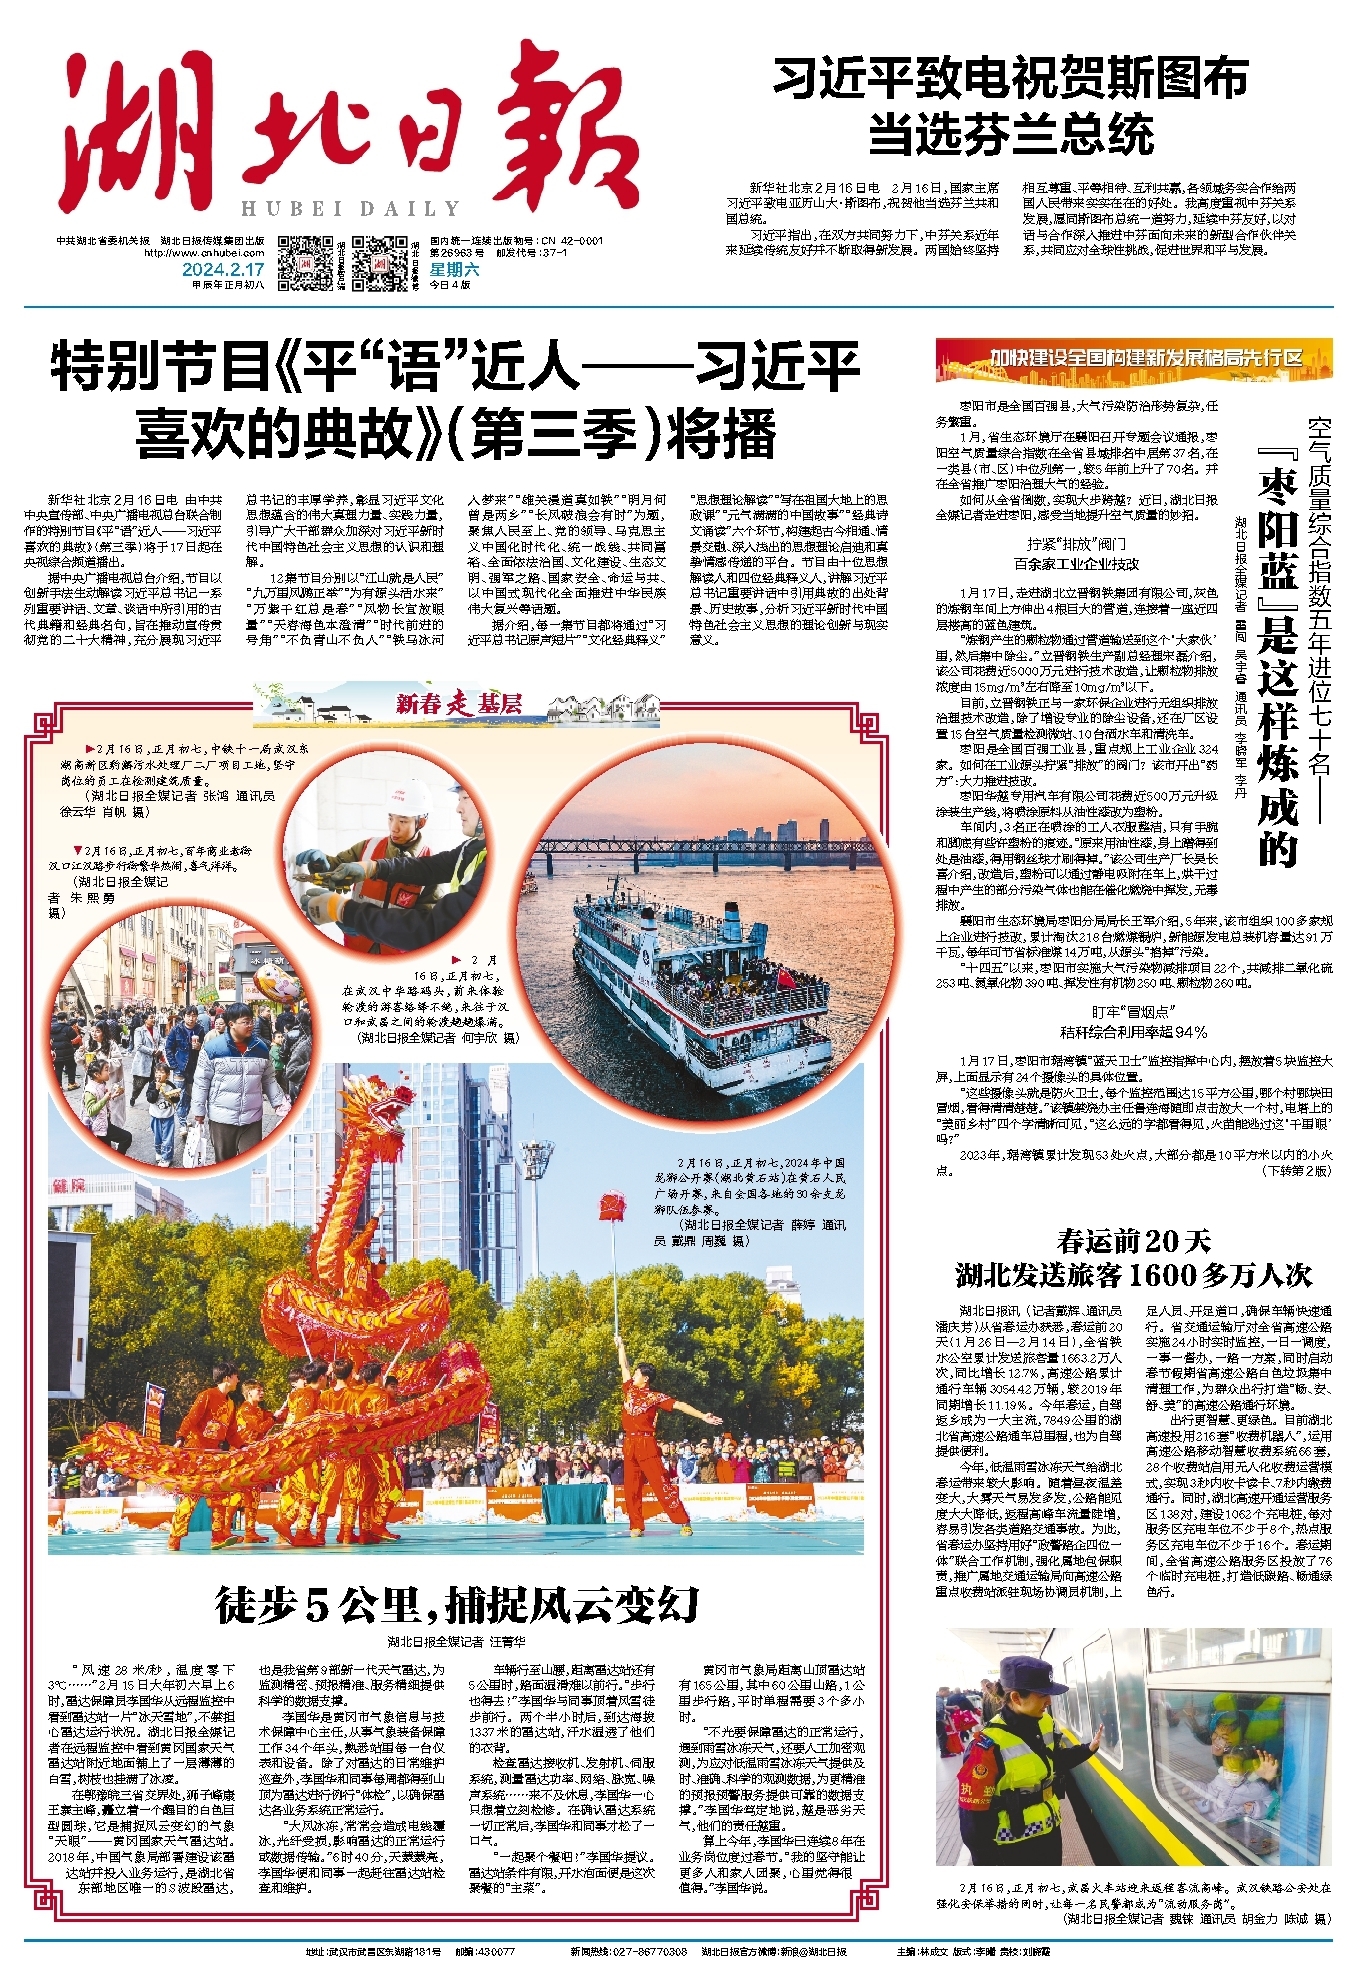 湖北日报
HUBEI DAILY
中共湖北省委机关报 湖北日报传媒集团出版
http://www.cnhubei.com
2024.2.17
甲辰年正月初八
国内统一连续出版物号:CN 42-0001
第26963号 邮发代号:37-1
星期六
今日4版
习近平致电祝贺斯图布
当选芬兰总统
新华社北京2月16日电 2月16日,国家主席
习近平致电亚历山大·斯图布,祝贺他当选芬兰共和
国总统。
习近平指出,在双方共同努力下,中芬关系近年
来延续传统友好并不断取得新发展。两国始终坚持
相互尊重、平等相待、互利共赢,各领域务实合作给两
国人民带来实实在在的好处。我高度重视中芬关系
发展,愿同斯图布总统一道努力,延续中芬友好,以对
话与合作深入推进中芬面向未来的新型合作伙伴关
系,共同应对全球性挑战,促进世界和平与发展。
特别节目《平“语”近人——习近平
喜欢的典故》(第三季)将播
新华社北京2月16日电 由中共
中央宣传部、中央广播电视总台联合制
作的特别节目《平“语”近人——习近平
喜欢的典故》(第三季)将于17日起在
央视综合频道播出。
据中央广播电视总台介绍,节目以
创新手法生动解读习近平总书记一系
列重要讲话、文章、谈话中所引用的古
代典籍和经典名句,旨在推动宣传贯
彻党的二十大精神,充分展现习近平
总书记的丰厚学养,彰显习近平文化
思想蕴含的伟大真理力量、实践力量,
引导广大干部群众加深对习近平新时
代中国特色社会主义思想的认识和理
解。
12集节目分别以“江山就是人民”
“九万里风鹏正举”“为有源头活水来”
“万紫千红总是春”“风物长宜放眼
量”“天容海色本澄清”“时代前进的
号角”“不负青山不负人”“铁马冰河
入梦来”“雄关漫道真如铁”“明月何
曾是两乡”“长风破浪会有时”为题,
聚焦人民至上、党的领导、马克思主
义中国化时代化、统一战线、共同富
裕、全面依法治国、文化建设、生态文
明、强军之路、国家安全、命运与共、
以中国式现代化全面推进中华民族
伟大复兴等话题。
据介绍,每一集节目都将通过“习
近平总书记原声短片”“文化经典释义”
“思想理论解读”“写在祖国大地上的思
政课”“元气满满的中国故事”“经典诗
文诵读”六个环节,构建起古今相通、情
景交融、深入浅出的思想理论启迪和真
挚情感传递的平台。节目由十位思想
解读人和四位经典释义人,讲解习近平
总书记重要讲话中引用典故的出处背
景、历史故事,分析习近平新时代中国
特色社会主义思想的理论创新与现实
意义。
新春走基层
▶2月16日,正月初七,中铁十一局武汉东
湖高新区豹澥污水处理厂二厂项目工地,坚守
岗位的员工在检测建筑质量。
(湖北日报全媒记者 张鸿 通讯员
徐云华 肖帆 摄)
▼2月16日,正月初七,百年商业老街
汉口江汉路步行街繁华热闹,喜气洋洋。
(湖北日报全媒记
者 朱熙勇
摄)
▶2月
16日,正月初七,
在武汉中华路码头,前来体验
轮渡的游客络绎不绝,来往于汉
口和武昌之间的轮渡趟趟爆满。
(湖北日报全媒记者 何宇欣 摄)
2月16日,正月初七,2024年中国
龙狮公开赛(湖北黄石站)在黄石人民
广场开赛,来自全国各地的30余支龙
狮队伍参赛。
(湖北日报全媒记者 薛婷 通讯
员 戴鼎 周巍 摄)
徒步5公里,捕捉风云变幻
湖北日报全媒记者 汪菁华
“风速28米/秒,温度零下
3℃……”2月15日大年初六早上6
时,雷达保障员李国华从远程监控中
看到雷达站一片“冰天雪地”,不禁担
心雷达运行状况。湖北日报全媒记
者在远程监控中看到黄冈国家天气
雷达站附近地面铺上了一层薄薄的
白雪,树枝也挂满了冰凌。
在鄂豫皖三省交界处,狮子峰康
王寨主峰,矗立着一个醒目的白色巨
型圆球,它是捕捉风云变幻的气象
“天眼”——黄冈国家天气雷达站。
2018年,中国气象局部署建设该雷
达站并投入业务运行,是湖北省
东部地区唯一的S波段雷达,
也是我省第9部新一代天气雷达,为
监测精密、预报精准、服务精细提供
科学的数据支撑。
李国华是黄冈市气象信息与技
术保障中心主任,从事气象装备保障
工作34个年头,熟悉站里每一台仪
表和设备。除了对雷达的日常维护
巡查外,李国华和同事每周都得到山
顶为雷达进行例行“体检”,以确保雷
达各业务系统正常运行。
“大风冰冻,常常会造成电线覆
冰,光纤受损,影响雷达的正常运行
或数据传输。”6时40分,天蒙蒙亮,
李国华便和同事一起赶往雷达站检
查和维护。
车辆行至山腰,距离雷达站还有
5公里时,路面湿滑难以前行。“步行
也得去!”李国华与同事顶着风雪徒
步前行。两个半小时后,到达海拔
1337米的雷达站,汗水湿透了他们
的衣背。
检查雷达接收机、发射机、伺服
系统,测量雷达功率、网络、脉宽、噪
声系统……来不及休息,李国华一心
只想着立刻检修。在确认雷达系统
一切正常后,李国华和同事才松了一
口气。
“一起聚个餐吧!”李国华提议。
雷达站条件有限,开水泡面便是这次
聚餐的“主菜”。
黄冈市气象局距离山顶雷达站
有165公里,其中60公里山路,1公
里步行路,平时单程需要3个多小
时。
“不光要保障雷达的正常运行,
遇到雨雪冰冻天气,还要人工加密观
测,为应对低温雨雪冰冻天气提供及
时、准确、科学的观测数据,为更精准
的预报预警服务提供可靠的数据支
撑。”李国华笃定地说,越是恶劣天
气,他们的责任越重。
算上今年,李国华已连续8年在
业务岗位度过春节。“我的坚守能让
更多人和家人团聚,心里觉得很
值得。”李国华说。
加快建设全国构建新发展格局先行区
空气质量综合指数五年进位七十名——
『枣阳蓝』是这样炼成的
湖北日报全媒记者 雷闯 吴宇睿 通讯员 李晓军 李丹
枣阳市是全国百强县,大气污染防治形势复杂,任
务繁重。
1月,省生态环境厅在襄阳召开专题会议通报,枣
阳空气质量综合指数在全省县域排名中居第37名,在
一类县(市、区)中位列第一,较5年前上升了70名。并
在全省推广枣阳治理大气的经验。
如何从全省倒数,实现大步跨越?近日,湖北日报
全媒记者走进枣阳,感受当地提升空气质量的妙招。
拧紧“排放”阀门
百余家工业企业技改
1月17日,走进湖北立晋钢铁集团有限公司,灰色
的炼钢车间上方伸出4根巨大的管道,连接着一座近四
层楼高的蓝色建筑。
“炼钢产生的颗粒物通过管道输送到这个‘大家伙’
里,然后集中除尘。”立晋钢铁生产副总经理宋磊介绍,
该公司花费近5000万元进行技术改造,让颗粒物排放
浓度由15mg/m³左右降至10mg/m³以下。
目前,立晋钢铁正与一家环保企业进行无组织排放
治理技术改造,除了增设专业的除尘设备,还在厂区设
置15台空气质量检测微站、10台洒水车和清洗车。
枣阳是全国百强工业县,重点规上工业企业324
家。如何在工业源头拧紧“排放”的阀门?该市开出“药
方”:大力推进技改。
枣阳华越专用汽车有限公司花费近500万元升级
涂装生产线,将喷涂原料从油性漆改为塑粉。
车间内,3名正在喷涂的工人衣服整洁,只有手腕
和脚底有些许塑粉的痕迹。“原来用油性漆,身上蹭得到
处是油漆,得用钢丝球才刷得掉。”该公司生产厂长吴长
喜介绍,改造后,塑粉可以通过静电吸附在车上,烘干过
程中产生的部分污染气体也能在催化燃烧中挥发,无毒
排放。
襄阳市生态环境局枣阳分局局长王军介绍,5年来,该市组织100多家规
上企业进行技改,累计淘汰218台燃煤锅炉,新能源发电总装机容量达91万
千瓦,每年可节省标准煤14万吨,从源头“掐掉”污染。
“十四五”以来,枣阳市实施大气污染物减排项目22个,共减排二氧化硫
253吨、氮氧化物390吨、挥发性有机物250吨、颗粒物260吨。
盯牢“冒烟点”
秸秆综合利用率超94%
1月17日,枣阳市琚湾镇“蓝天卫士”监控指挥中心内,摆放着5块监控大
屏,上面显示有24个摄像头的具体位置。
“这些摄像头就是防火卫士,每个监控范围达15平方公里,哪个村哪块田
冒烟,看得清清楚楚。”该镇禁烧办主任鲁连海随即点击放大一个村,电塔上的
“美丽乡村”四个字清晰可见,“这么远的字都看得见,火苗能逃过这‘千里眼’
吗?”
2023年,琚湾镇累计发现53处火点,大部分都是10平方米以内的小火
点。 (下转第2版)
春运前20天
湖北发送旅客1600多万人次
湖北日报讯 (记者戴辉、通讯员
潘庆芳)从省春运办获悉,春运前20
天(1月26日—2月14日),全省铁
水公空累计发送旅客量1663.2万人
次,同比增长12.7%,高速公路累计
通行车辆3054.42万辆,较2019年
同期增长11.19%。今年春运,自驾
返乡成为一大主流,7849公里的湖
北省高速公路通车总里程,也为自驾
提供便利。
今年,低温雨雪冰冻天气给湖北
春运带来较大影响。随着昼夜温差
变大,大雾天气易发多发,公路能见
度大大降低,返程高峰车流量陡增,
容易引发各类道路交通事故。为此,
省春运办坚持用好“政警路企四位一
体”联合工作机制,强化属地包保职
责,推广属地交通运输局向高速公路
重点收费站派驻现场协调员机制,上
足人员、开足道口,确保车辆快速通
行。省交通运输厅对全省高速公路
实施24小时实时监控,一日一调度,
一事一督办,一路一方案,同时启动
春节假期省高速公路白色垃圾集中
清理工作,为群众出行打造“畅、安、
舒、美”的高速公路通行环境。
出行更智慧、更绿色。目前湖北
高速投用216套“收费机器人”,运用
高速公路移动智慧收费系统66套,
28个收费站启用无人化收费运营模
式,实现3秒内收卡读卡、7秒内缴费
通行。同时,湖北高速开通运营服务
区138对,建设1062个充电桩,每对
服务区充电车位不少于8个,热点服
务区充电车位不少于16个。春运期
间,全省高速公路服务区投放了76
个临时充电桩,打造低碳路、畅通绿
色行。
2月16日,正月初七,武昌火车站迎来返程客流高峰。武汉铁路公安处在
强化安保举措的同时,让每一名民警都成为“流动服务岗”。
(湖北日报全媒记者 魏铼 通讯员 胡金力 陈诚 摄)
地址:武汉市武昌区东湖路181号 邮编:430077 新闻热线:027-86770308 湖北日报官方微博:新浪@湖北日报 主编:林成文 版式:李曙 责校:刘晓霞